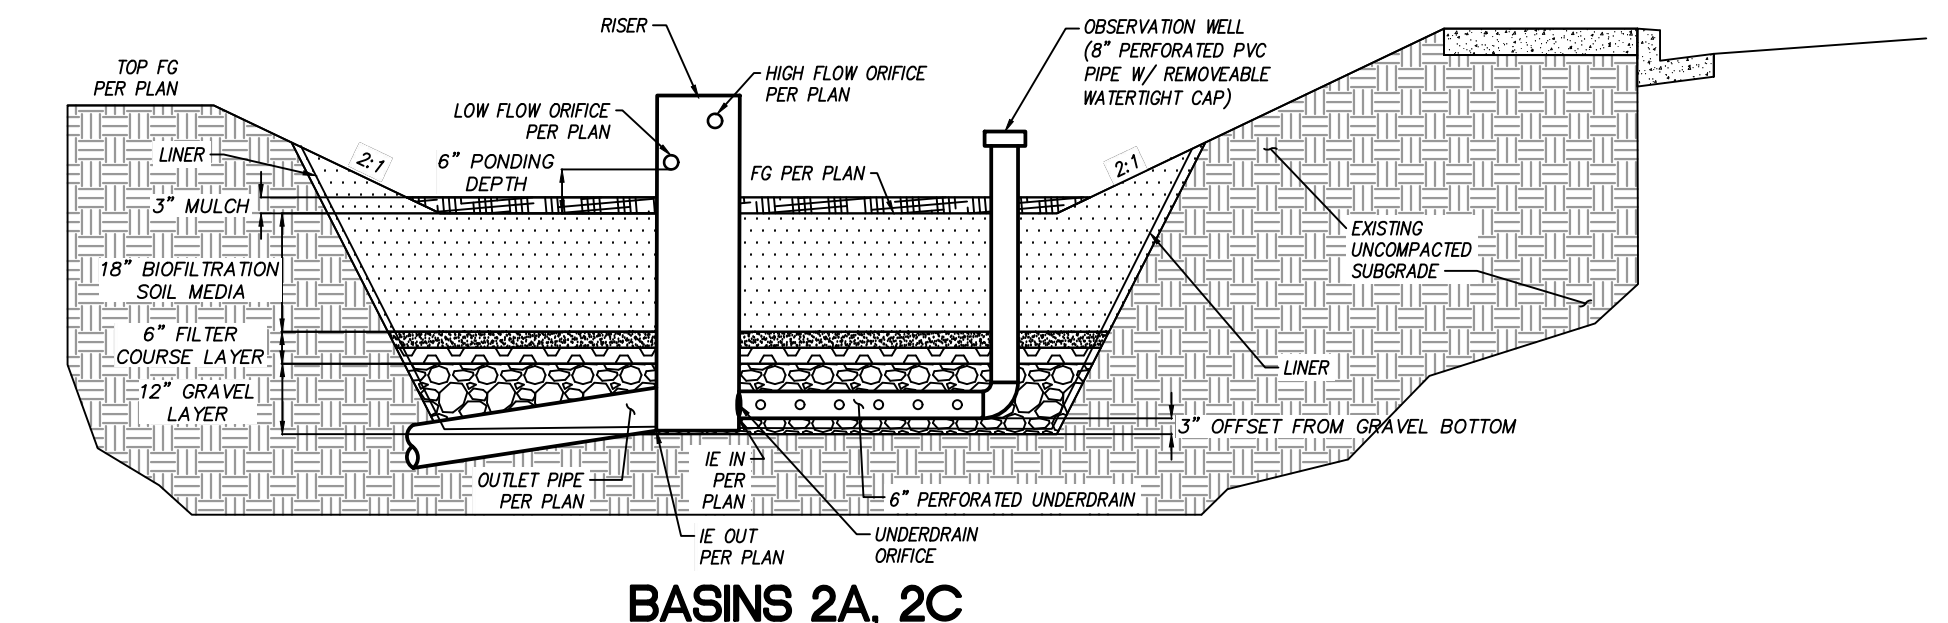 RISER
OBSERVATION WELL
(8" PERFORATED PVC
PIPE W/ REMOVEABLE
WATERTIGHT CAP)
TOP FG
PER PLAN
HIGH FLOW ORIFICE
PER PLAN
LOW FLOW ORIFICE
PER PLAN
LINER
2:1
6" PONDING
DEPTH
FG PER PLAN
2:1
3" MULCH
EXISTING
UNCOMPACTED
SUBGRADE
18" BIOFILTRATION
SOIL MEDIA
6" FILTER
COURSE LAYER
LINER
12" GRAVEL
LAYER
3" OFFSET FROM GRAVEL BOTTOM
OUTLET PIPE
PER PLAN
IE IN
PER
PLAN
6" PERFORATED UNDERDRAIN
IE OUT
PER PLAN
UNDERDRAIN
ORIFICE
BASINS 2A, 2C